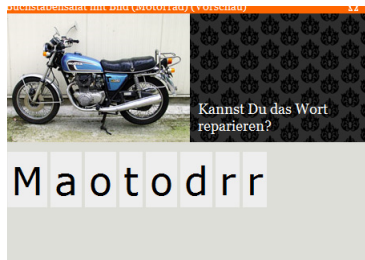 Buchstabensalat mit Bild (Motorrad) (Vorschau)
Kannst Du das Wort
reparieren?
M a o t o d r r